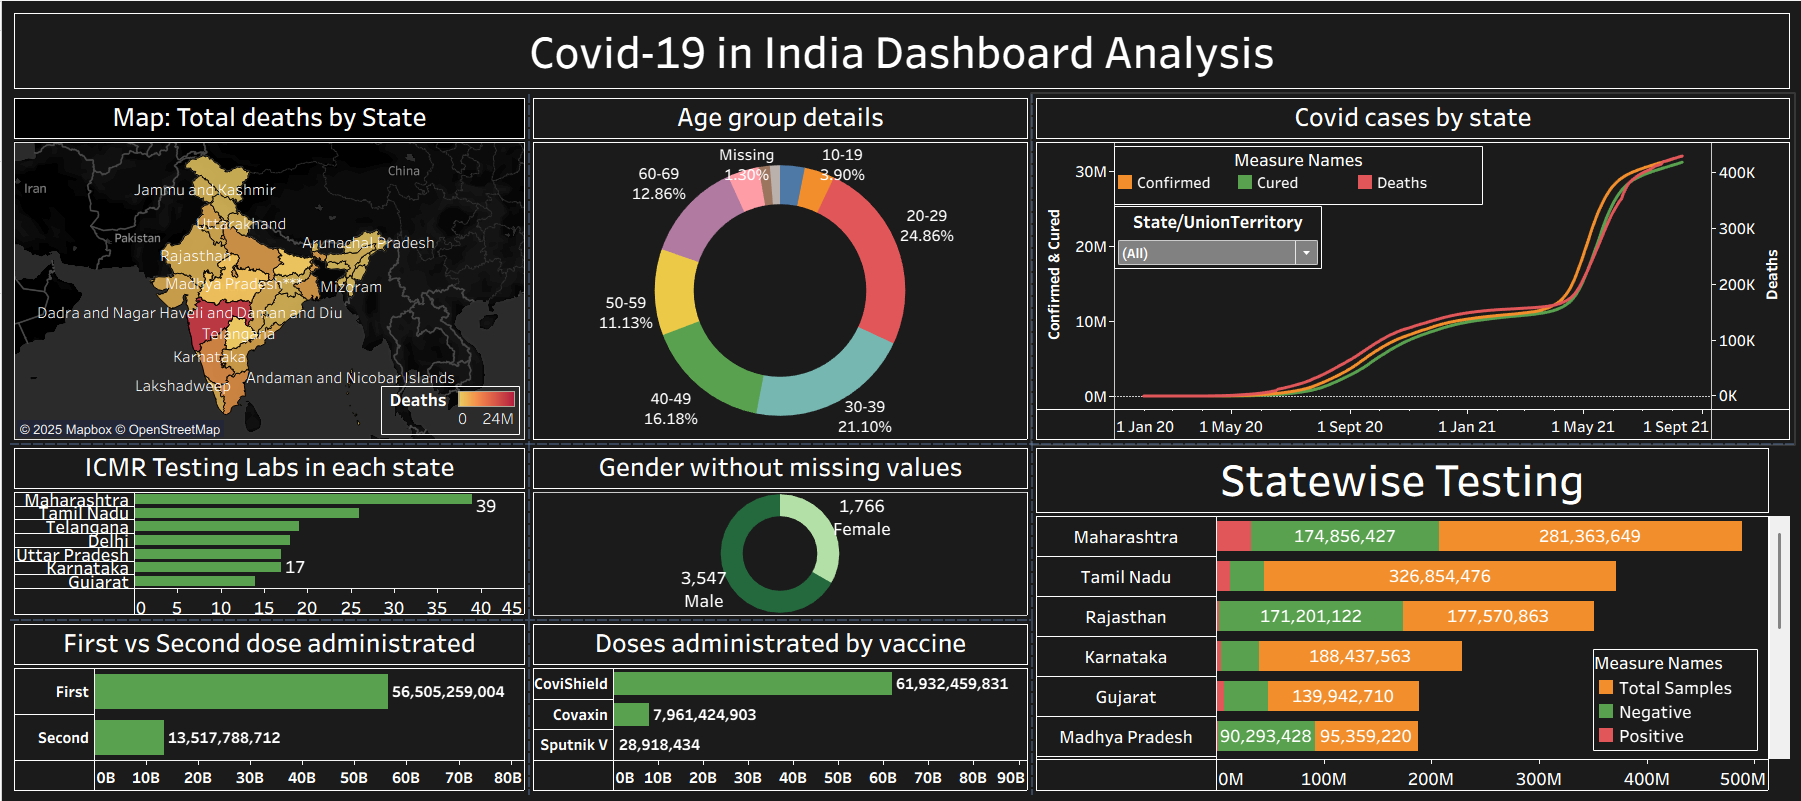 Covid-19 in India Dashboard Analysis
Map: Total deaths by State
Iran
China
Jammu and Kashmir
Uttarakhand
Pakistan
Arunachal Pradesh
Rajasthan
Madhya Pradesh***
Mizoram
Dadra and Nagar Haveli and Daman and Diu
Telangana
Karnataka
Lakshadweep
Andaman and Nicobar Islands
Deaths
0 24M
© 2025 Mapbox © OpenStreetMap
Age group details
Missing
1.30%
10-19
3.90%
60-69
12.86%
20-29
24.86%
50-59
11.13%
40-49
16.18%
30-39
21.10%
Covid cases by state
Measure Names
Confirmed
Cured
Deaths
State/UnionTerritory
(All)
Confirmed & Cured
30M
20M
10M
0M
Deaths
400K
300K
200K
100K
0K
1 Jan 20
1 May 20
1 Sept 20
1 Jan 21
1 May 21
1 Sept 21
ICMR Testing Labs in each state
Maharashtra
39
Tamil Nadu
Telangana
Delhi
Uttar Pradesh
Karnataka
17
Gujarat
0 5 10 15 20 25 30 35 40 45
Gender without missing values
1,766
Female
3,547
Male
Statewise Testing
Maharashtra 174,856,427 281,363,649
Tamil Nadu 326,854,476
Rajasthan 171,201,122 177,570,863
Karnataka 188,437,563
Gujarat 139,942,710
Madhya Pradesh 90,293,428 95,359,220
0M 100M 200M 300M 400M 500M
Measure Names
Total Samples
Negative
Positive
First vs Second dose administrated
First 56,505,259,004
Second 13,517,788,712
0B 10B 20B 30B 40B 50B 60B 70B 80B
Doses administrated by vaccine
CoviShield 61,932,459,831
Covaxin 7,961,424,903
Sputnik V 28,918,434
0B 10B 20B 30B 40B 50B 60B 70B 80B 90B